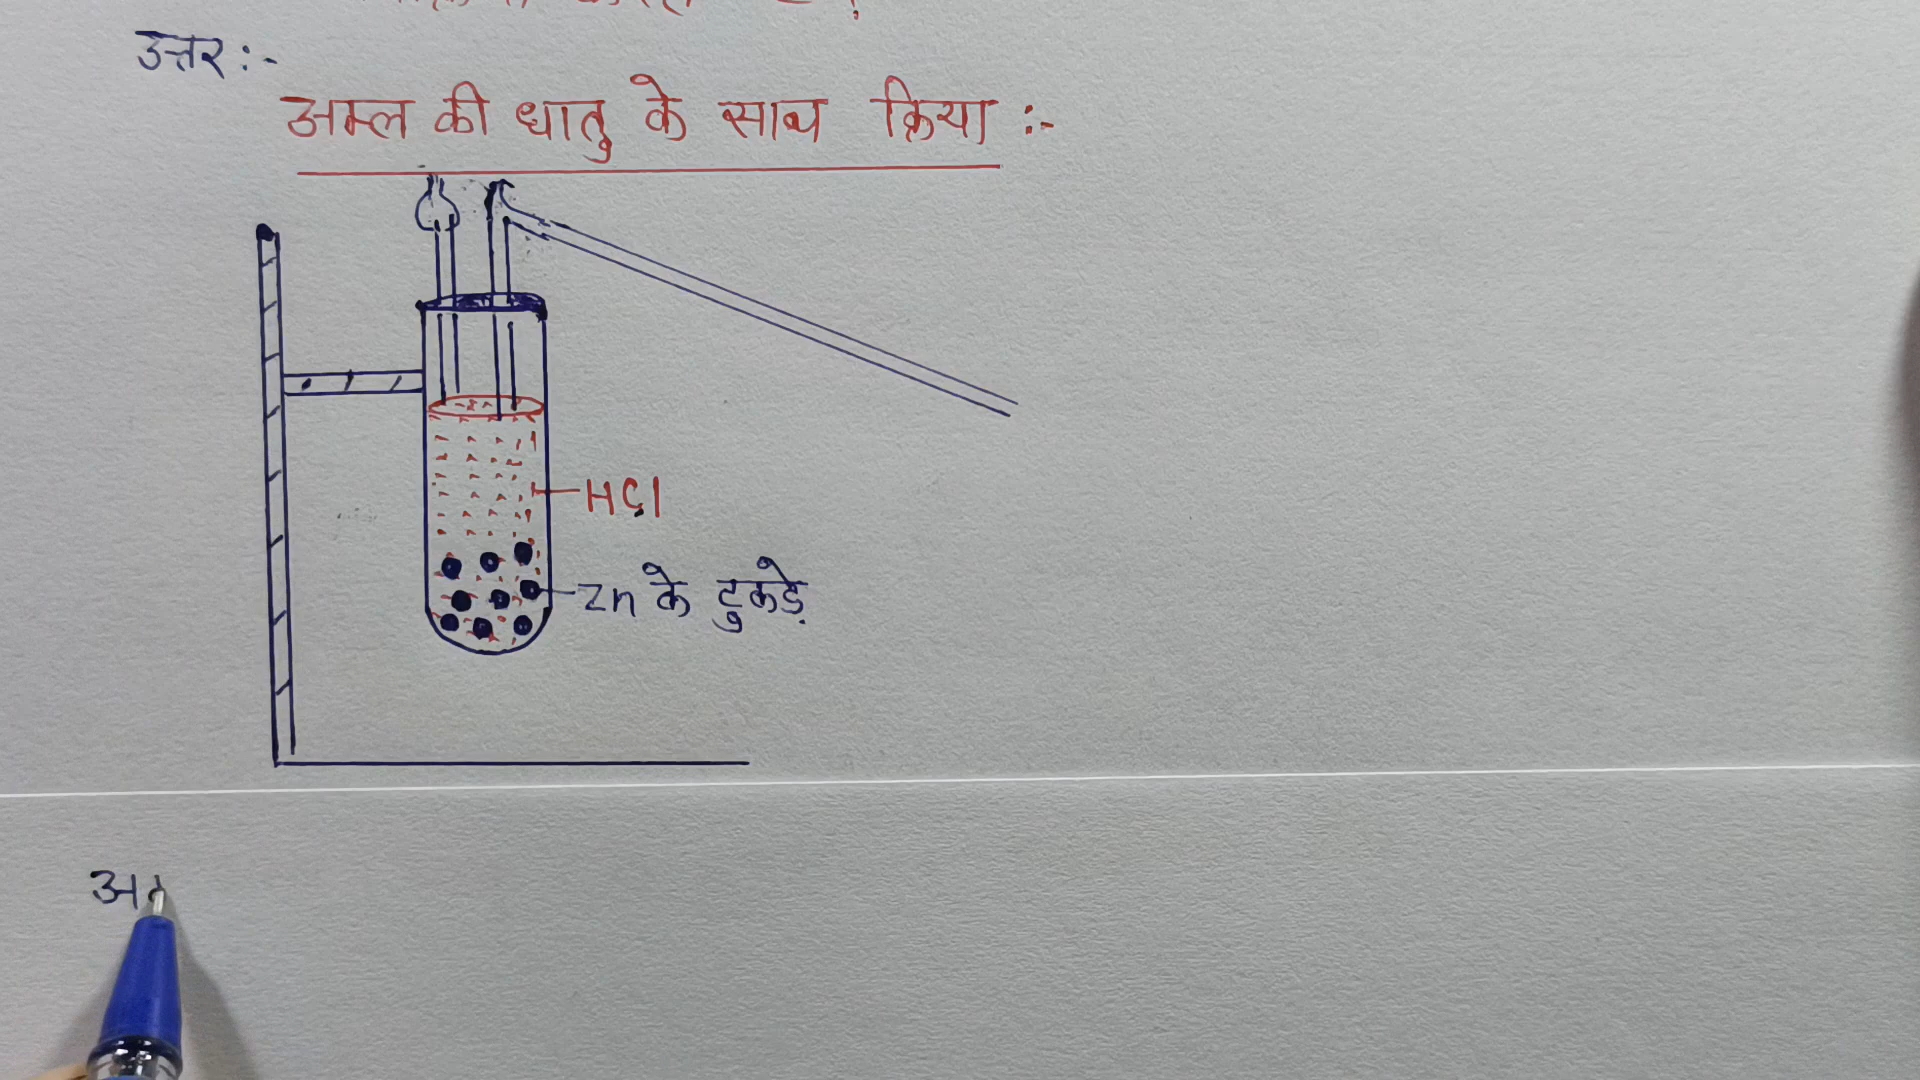 उत्तर :-
अम्ल की धातु के साथ क्रिया :-
HCl
Zn के टुकड़े